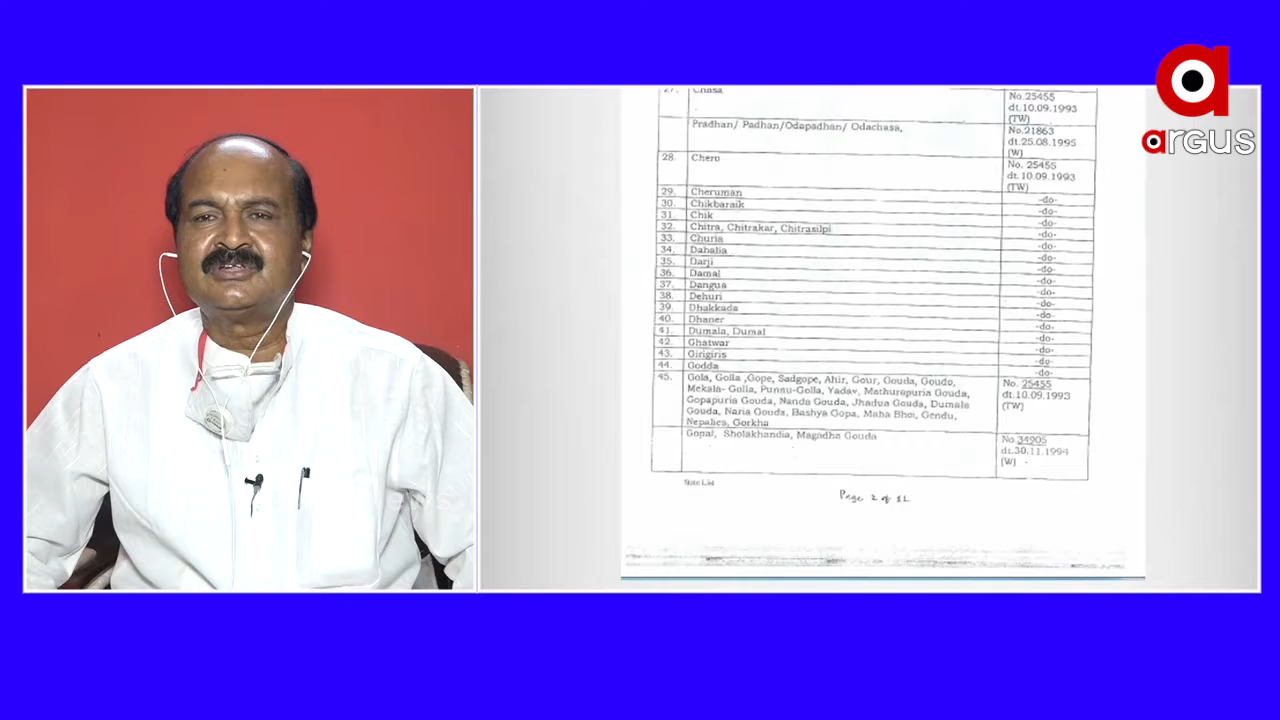 argus
27. Chasa
No.25455
dt.10.09.1993
(TW)
Pradhan/ Padhan/Odapadhan/ Odachasa,
No.21863
dt.25.08.1995
(W)
28. Chero
No. 25455
dt.10.09.1993
(TW)
29. Cheruman -do-
30. Chikbaraik -do-
31. Chik -do-
32. Chitra, Chitrakar, Chitrasilpi -do-
33. Churia -do-
34. Dahalia -do-
35. Darji -do-
36. Damal -do-
37. Dangua -do-
38. Dehuri -do-
39. Dhakkada -do-
40. Dhaner -do-
41. Dumala, Dumal -do-
42. Ghatwar -do-
43. Girigiris -do-
44. Godda -do-
45. Gola, Golla ,Gope, Sadgope, Ahir, Gour, Gouda, Goudo,
Mekala- Golla, Punnu-Golla, Yadav, Mathurapuria Gouda,
Gopapuria Gouda, Nanda Gouda, Jhadua Gouda, Dumala
Gouda, Naria Gouda, Bashya Gopa, Maha Bhoi, Gendu,
Nepalies, Gorkha
No. 25455
dt.10.09.1993
(TW)
Gopal, Sholakhandia, Magadha Gouda
No.34905
dt.30.11.1994
(W)
State List
Page 2 of 12